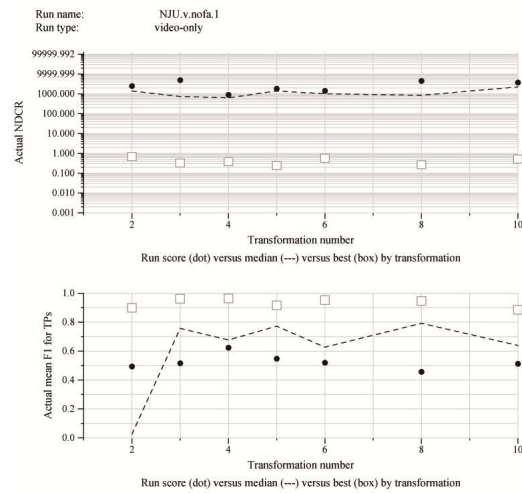 Run name: NJU.v.nofa.1
Run type: video-only
Actual NDCR
99999.992
9999.999
1000.000
100.000
10.000
1.000
0.100
0.010
0.001
2 4 6 8 10
Transformation number
Run score (dot) versus median (---) versus best (box) by transformation
Actual mean F1 for TPs
1.0
0.8
0.6
0.4
0.2
0.0
2 4 6 8 10
Transformation number
Run score (dot) versus median (---) versus best (box) by transformation